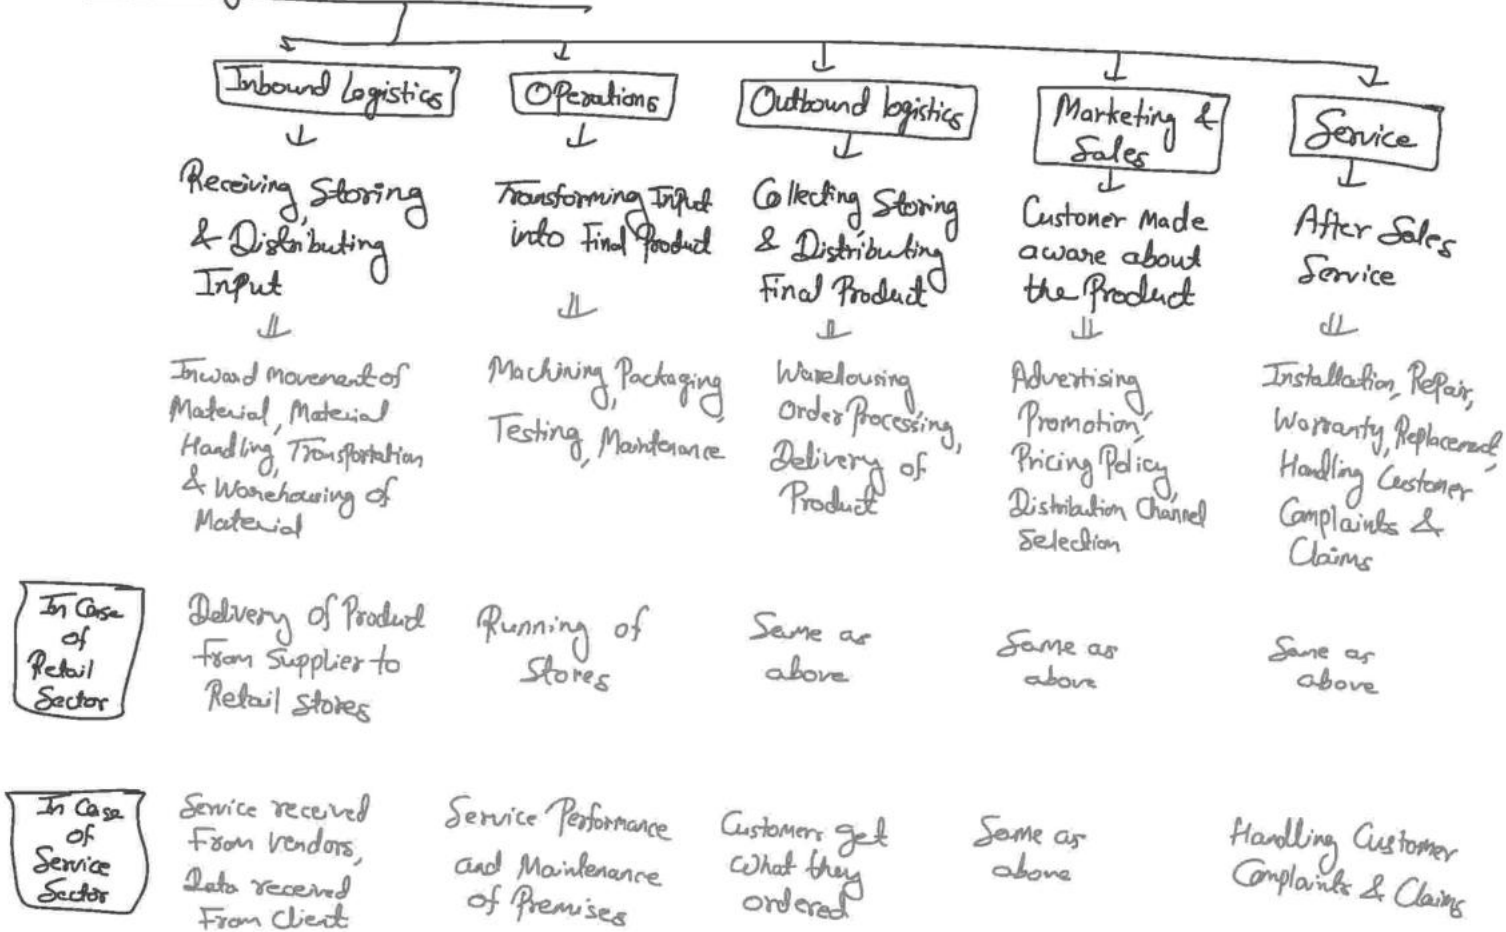 Inbound Logistics
Receiving, Storing
& Distributing
Input
Inward movement of
Material, Material
Handling, Transportation
& Warehousing of
Material
Operations
Transforming Input
into Final Product
Machining, Packaging,
Testing, Maintenance
Outbound logistics
Collecting, Storing
& Distributing
Final Product
Warehousing,
Order Processing,
Delivery of
Product
Marketing &
Sales
Customer Made
aware about
the Product
Advertising,
Promotion,
Pricing Policy,
Distribution Channel
Selection
Service
After Sales
Service
Installation, Repair,
Warranty, Replacement,
Handling Customer
Complaints &
Claims
In Case
of
Retail
Sector
Delivery of Product
From Supplier to
Retail Stores
Running of
Stores
Same as
above
Same as
above
Same as
above
In Case
of
Service
Sector
Service received
From vendors,
Data received
From Client
Service Performance
and Maintenance
of Premises
Customers get
what they
ordered
Same as
above
Handling Customer
Complaints & Claims